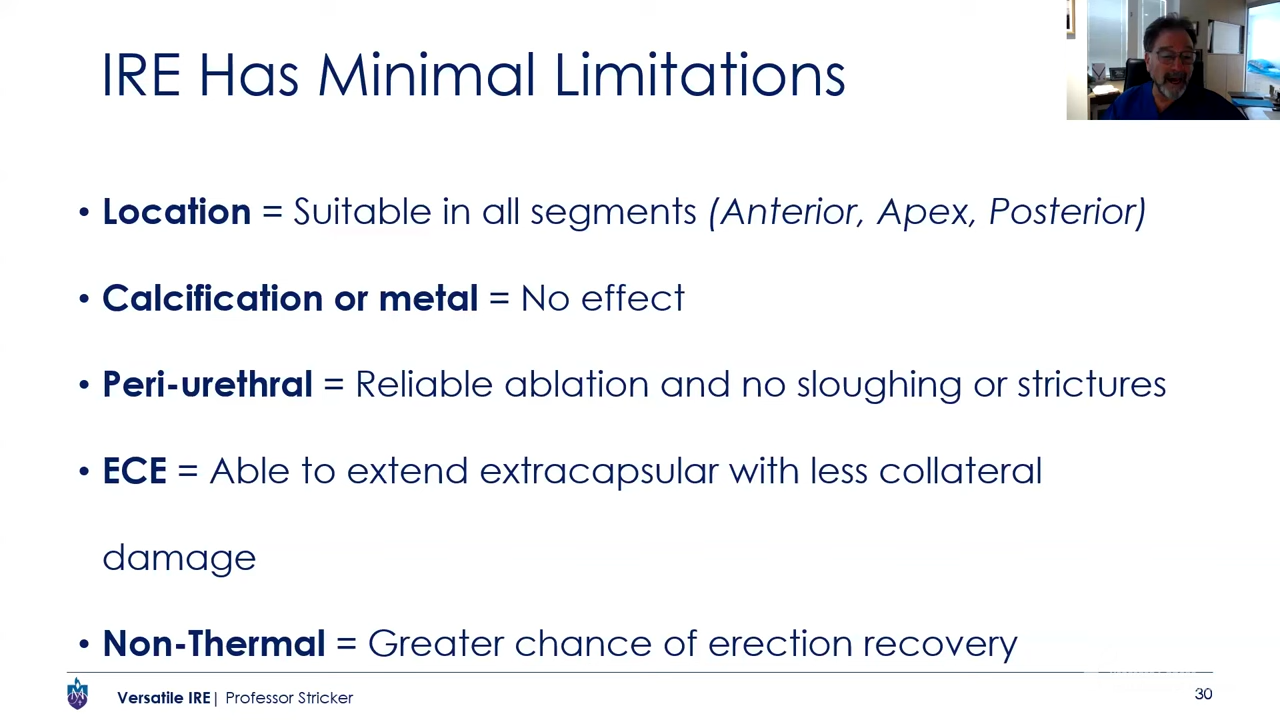 IRE Has Minimal Limitations
• Location = Suitable in all segments (Anterior, Apex, Posterior)
• Calcification or metal = No effect
• Peri-urethral = Reliable ablation and no sloughing or strictures
• ECE = Able to extend extracapsular with less collateral
damage
• Non-Thermal = Greater chance of erection recovery
Versatile IRE| Professor Stricker
30